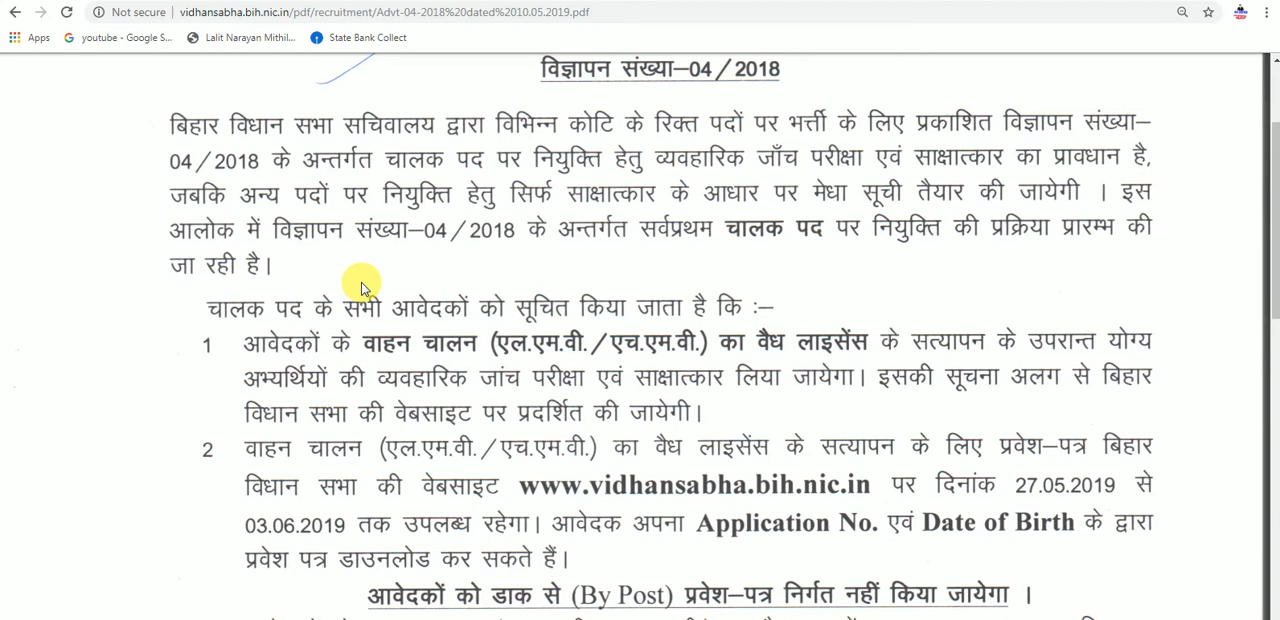 Not secure | vidhansabha.bih.nic.in/pdf/recruitment/Advt-04-2018%20dated%2010.05.2019.pdf
Apps youtube - Google S... Lalit Narayan Mithil... State Bank Collect
विज्ञापन संख्या–04/2018
बिहार विधान सभा सचिवालय द्वारा विभिन्न कोटि के रिक्त पदों पर भर्त्ती के लिए प्रकाशित विज्ञापन संख्या–
04/2018 के अन्तर्गत चालक पद पर नियुक्ति हेतु व्यवहारिक जाँच परीक्षा एवं साक्षात्कार का प्रावधान है,
जबकि अन्य पदों पर नियुक्ति हेतु सिर्फ साक्षात्कार के आधार पर मेधा सूची तैयार की जायेगी । इस
आलोक में विज्ञापन संख्या–04/2018 के अन्तर्गत सर्वप्रथम चालक पद पर नियुक्ति की प्रक्रिया प्रारम्भ की
जा रही है।
चालक पद के सभी आवेदकों को सूचित किया जाता है कि :–
1 आवेदकों के वाहन चालन (एल.एम.वी./एच.एम.वी.) का वैध लाइसेंस के सत्यापन के उपरान्त योग्य
अभ्यर्थियों की व्यवहारिक जांच परीक्षा एवं साक्षात्कार लिया जायेगा। इसकी सूचना अलग से बिहार
विधान सभा की वेबसाइट पर प्रदर्शित की जायेगी।
2 वाहन चालन (एल.एम.वी./एच.एम.वी.) का वैध लाइसेंस के सत्यापन के लिए प्रवेश–पत्र बिहार
विधान सभा की वेबसाइट www.vidhansabha.bih.nic.in पर दिनांक 27.05.2019 से
03.06.2019 तक उपलब्ध रहेगा। आवेदक अपना Application No. एवं Date of Birth के द्वारा
प्रवेश पत्र डाउनलोड कर सकते हैं।
आवेदकों को डाक से (By Post) प्रवेश–पत्र निर्गत नहीं किया जायेगा ।